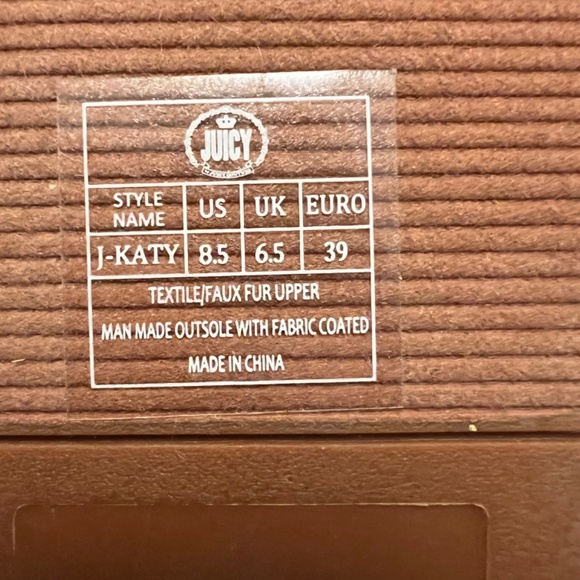 JUICY
STYLE NAME US UK EURO
J-KATY 8.5 6.5 39
TEXTILE/FAUX FUR UPPER
MAN MADE OUTSOLE WITH FABRIC COATED
MADE IN CHINA